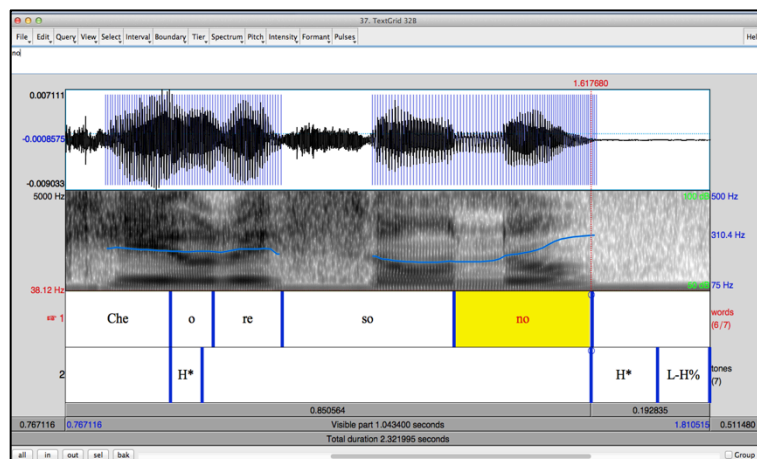 37. TextGrid 32B
File Edit Query View Select Interval Boundary Tier Spectrum Pitch Intensity Formant Pulses Hel
no
1.617680
0.007111
-0.0008575
-0.009033
5000 Hz 500 Hz
310.4 Hz
38.12 Hz 75 Hz
1 Che o re so no words
(6/7)
2 H* H* L-H% tones
(7)
0.850564 0.192835
0.767116 0.767116 Visible part 1.043400 seconds 1.810515 0.511480
Total duration 2.321995 seconds
all in out sel bak Group